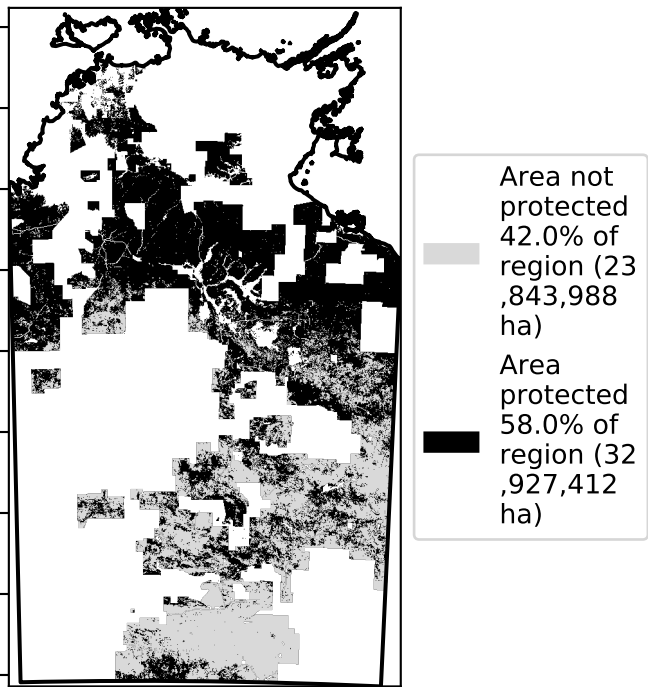 Area not
protected
42.0% of
region (23
,843,988
ha)
Area
protected
58.0% of
region (32
,927,412
ha)